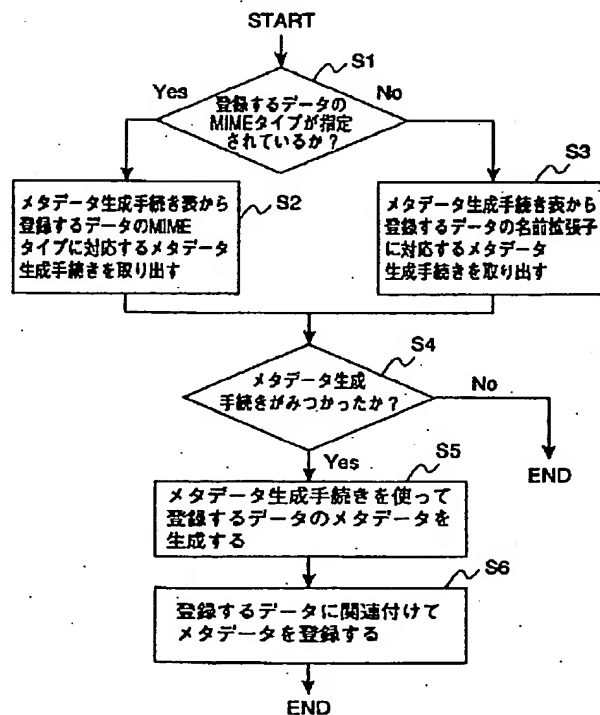 START
S1
Yes
No
登録するデータの
MIMEタイプが指定
されているか?
S2
メタデータ生成手続き表から
登録するデータのMIME
タイプに対応するメタデータ
生成手続きを取り出す
S3
メタデータ生成手続き表から
登録するデータの名前拡張子
に対応するメタデータ
生成手続きを取り出す
S4
メタデータ生成
手続きがみつかったか?
No
END
Yes
S5
メタデータ生成手続きを使って
登録するデータのメタデータを
生成する
S6
登録するデータに関連付けて
メタデータを登録する
END